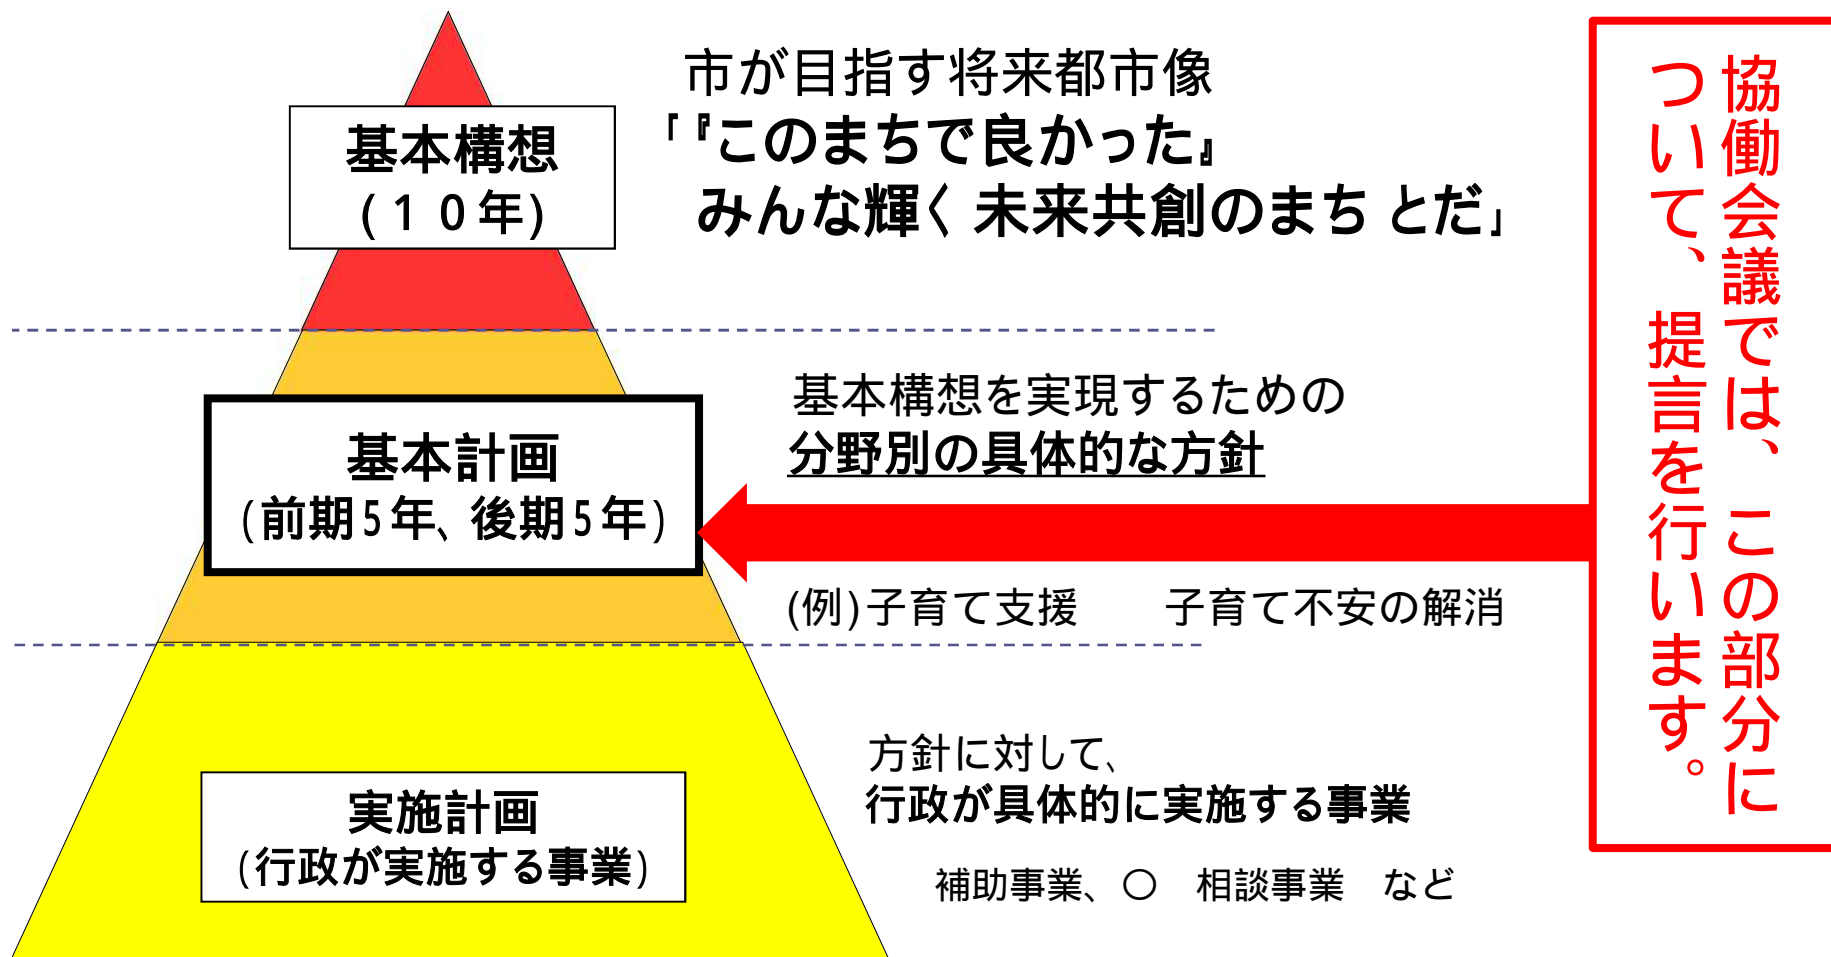 基本構想
(１０年)
市が目指す将来都市像
「『このまちで良かった』
みんな輝く 未来共創のまち とだ」
基本計画
(前期5年、後期5年)
基本構想を実現するための
分野別の具体的な方針
(例)子育て支援　　子育て不安の解消
実施計画
(行政が実施する事業)
方針に対して、
行政が具体的に実施する事業
補助事業、〇　相談事業　など
協働会議では、この部分に
ついて、提言を行います。